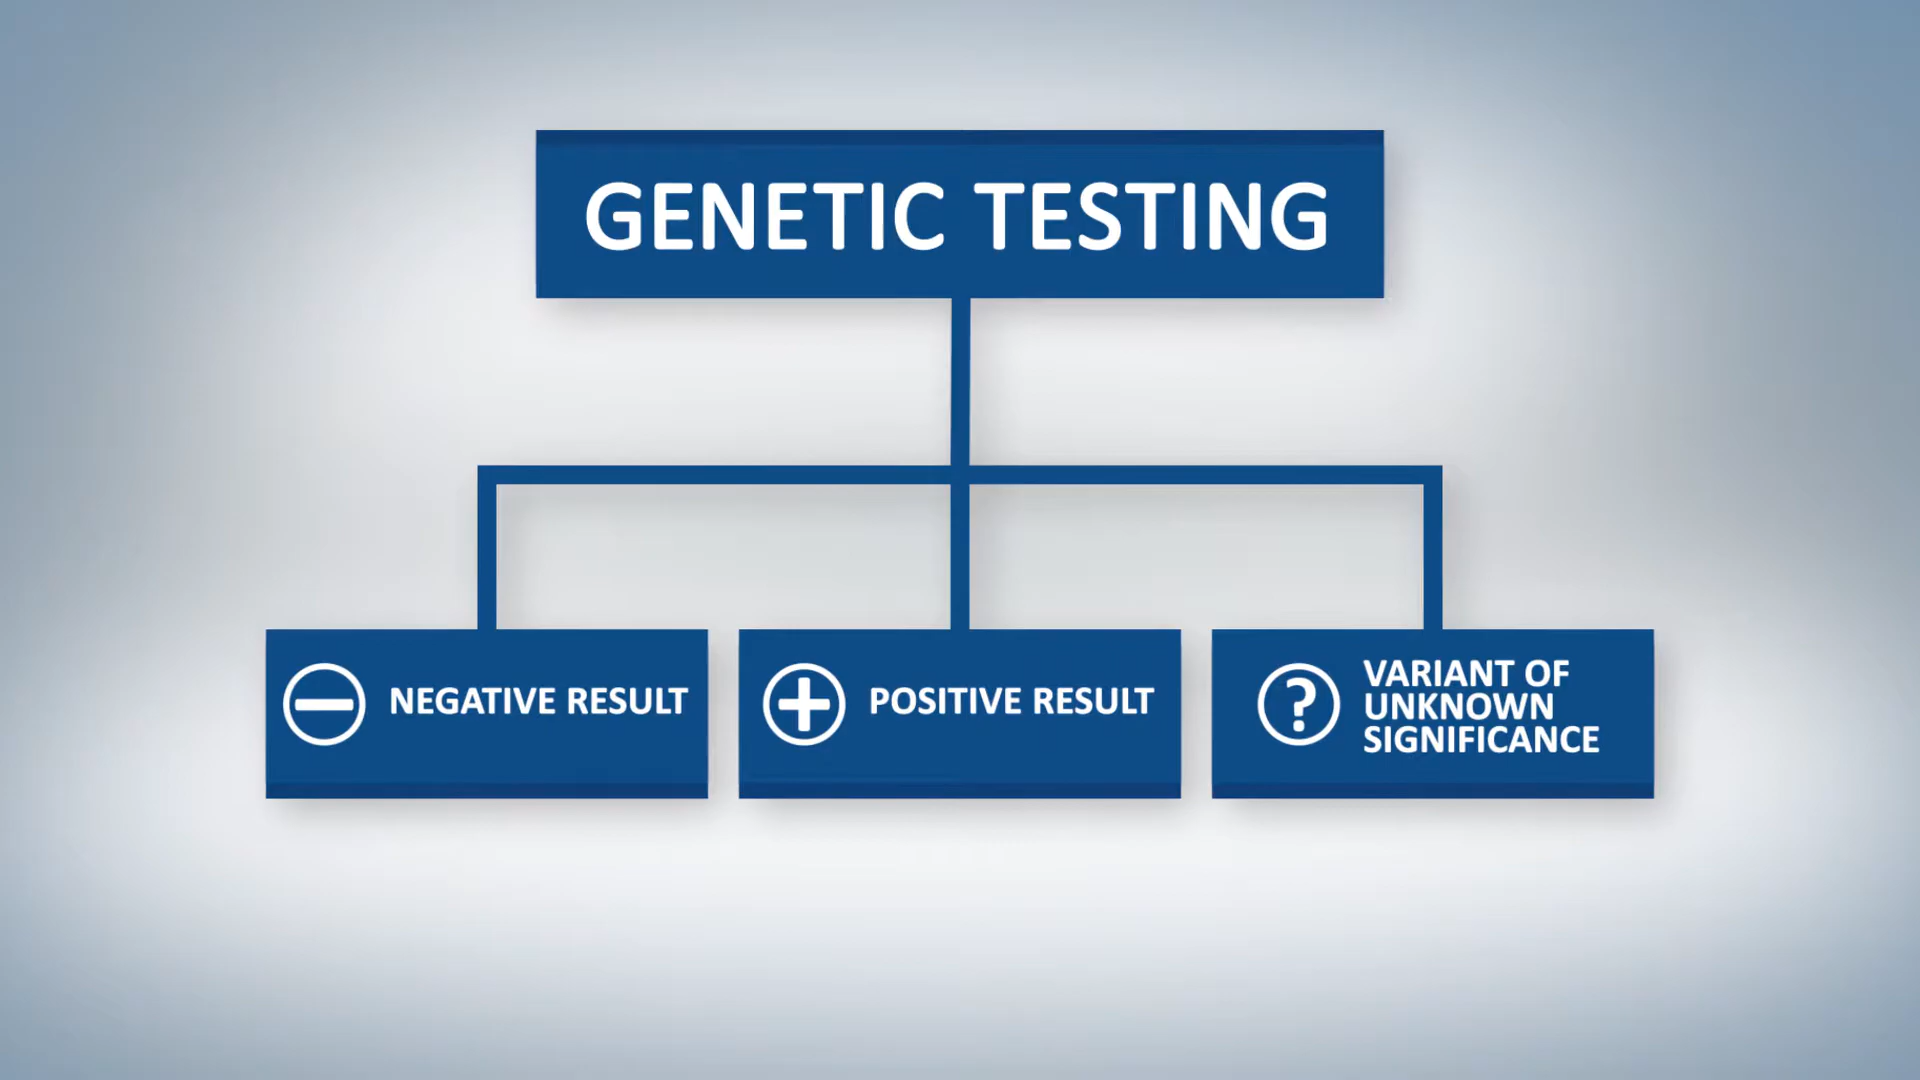 GENETIC TESTING
NEGATIVE RESULT
POSITIVE RESULT
VARIANT OF
UNKNOWN
SIGNIFICANCE